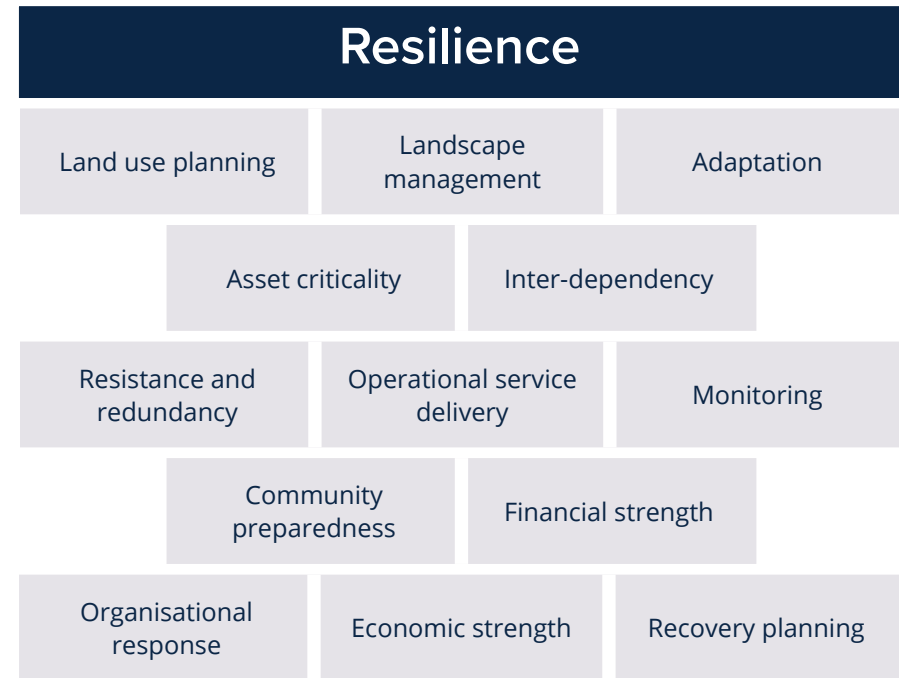 Resilience
Land use planning
Landscape
management
Adaptation
Asset criticality
Inter-dependency
Resistance and
redundancy
Operational service
delivery
Monitoring
Community
preparedness
Financial strength
Organisational
response
Economic strength
Recovery planning